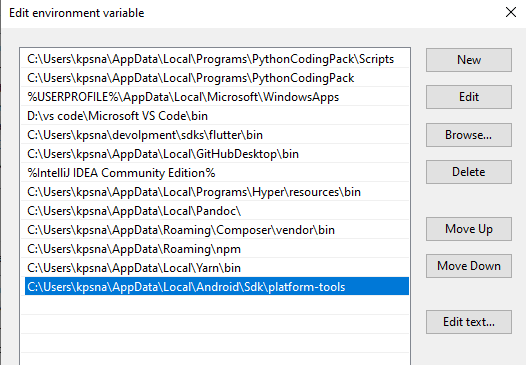 Edit environment variable
C:\Users\kpsna\AppData\Local\Programs\PythonCodingPack\Scripts
C:\Users\kpsna\AppData\Local\Programs\PythonCodingPack
%USERPROFILE%\AppData\Local\Microsoft\WindowsApps
D:\vs code\Microsoft VS Code\bin
C:\Users\kpsna\devolpment\sdks\flutter\bin
C:\Users\kpsna\AppData\Local\GitHubDesktop\bin
%IntelliJ IDEA Community Edition%
C:\Users\kpsna\AppData\Local\Programs\Hyper\resources\bin
C:\Users\kpsna\AppData\Local\Pandoc\
C:\Users\kpsna\AppData\Roaming\Composer\vendor\bin
C:\Users\kpsna\AppData\Roaming\npm
C:\Users\kpsna\AppData\Local\Yarn\bin
C:\Users\kpsna\AppData\Local\Android\Sdk\platform-tools
New
Edit
Browse...
Delete
Move Up
Move Down
Edit text...